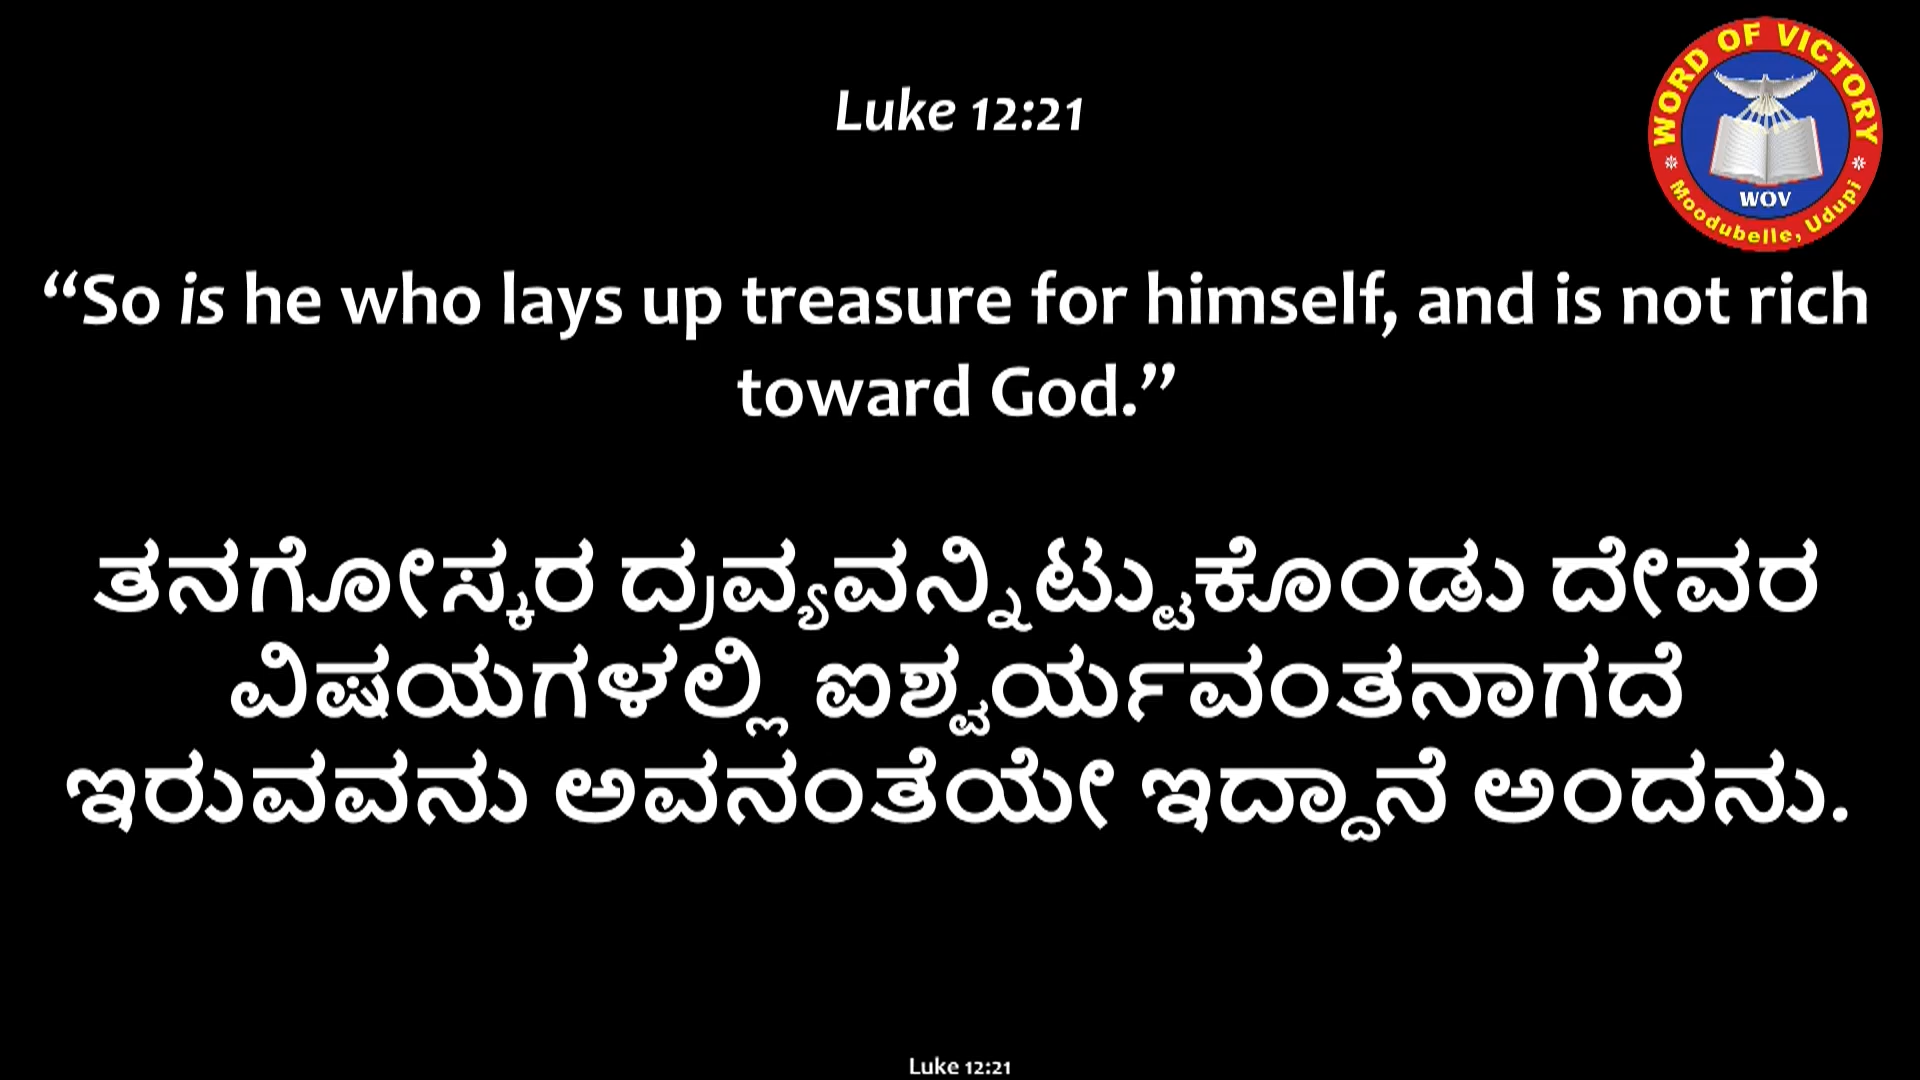 Luke 12:21
WORD OF VICTORY
WOV
Moodubelle, Udupi
“So is he who lays up treasure for himself, and is not rich
toward God.”
ತನಗೋಸ್ಕರ ದ್ರವ್ಯವನ್ನಿಟ್ಟುಕೊಂಡು ದೇವರ
ವಿಷಯಗಳಲ್ಲಿ ಐಶ್ವರ್ಯವಂತನಾಗದೆ
ಇರುವವನು ಅವನಂತೆಯೇ ಇದ್ದಾನೆ ಅಂದನು.
Luke 12:21